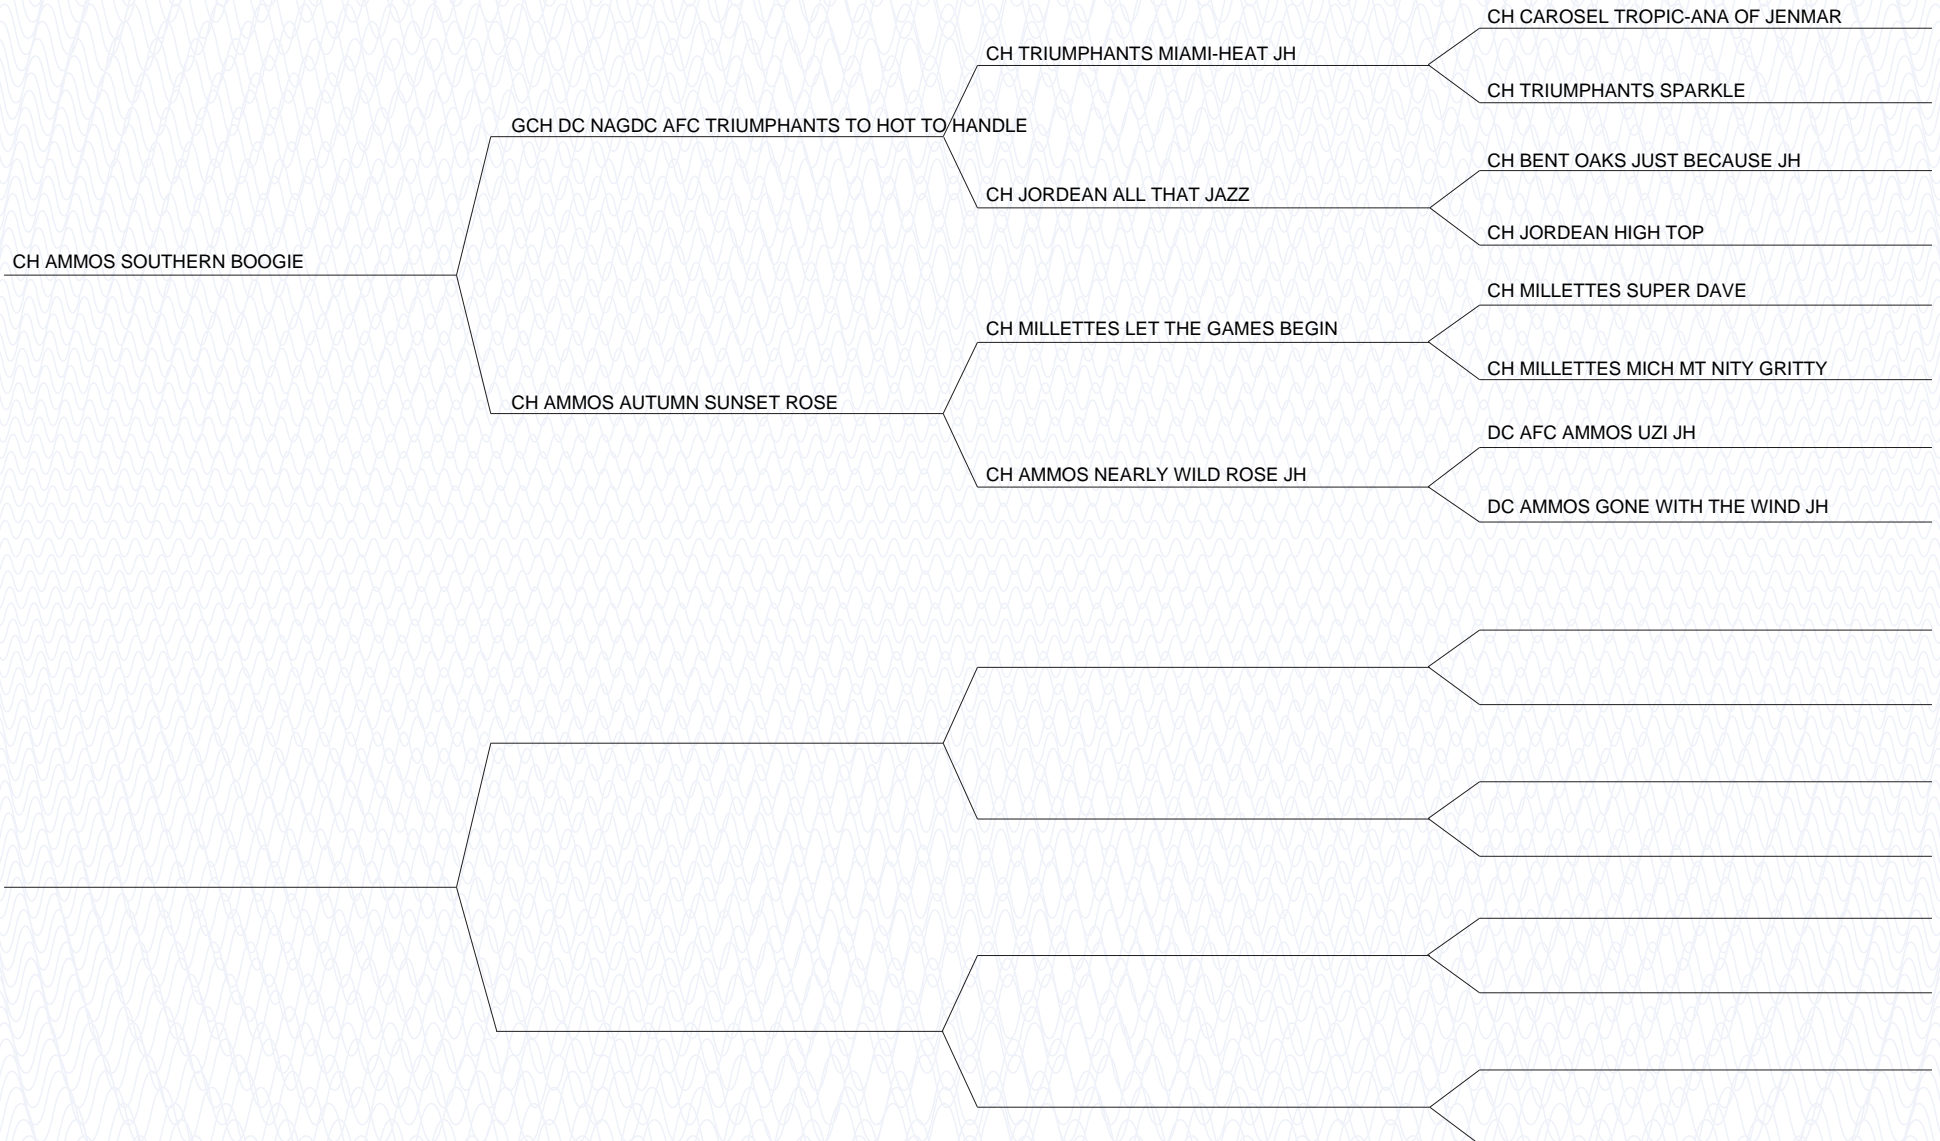 CH CAROSEL TROPIC-ANA OF JENMAR
CH TRIUMPHANTS MIAMI-HEAT JH
CH TRIUMPHANTS SPARKLE
GCH DC NAGDC AFC TRIUMPHANTS TO HOT TO HANDLE
CH BENT OAKS JUST BECAUSE JH
CH JORDEAN ALL THAT JAZZ
CH JORDEAN HIGH TOP
CH AMMOS SOUTHERN BOOGIE
CH MILLETTES SUPER DAVE
CH MILLETTES LET THE GAMES BEGIN
CH MILLETTES MICH MT NITY GRITTY
CH AMMOS AUTUMN SUNSET ROSE
DC AFC AMMOS UZI JH
CH AMMOS NEARLY WILD ROSE JH
DC AMMOS GONE WITH THE WIND JH